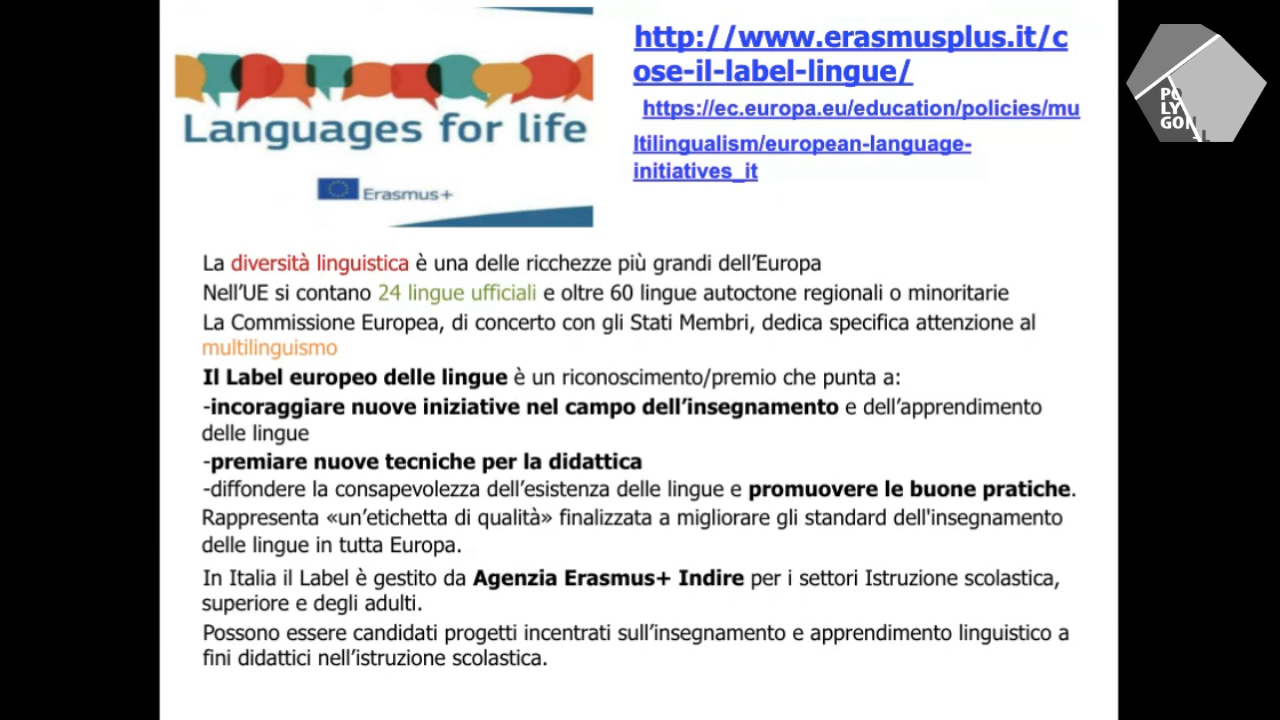 Languages for life
Erasmus+
http://www.erasmusplus.it/c
ose-il-label-lingue/
https://ec.europa.eu/education/policies/mu
ltilingualism/european-language-
initiatives_it
PO
LY
GON
AL
La diversità linguistica è una delle ricchezze più grandi dell’Europa
Nell’UE si contano 24 lingue ufficiali e oltre 60 lingue autoctone regionali o minoritarie
La Commissione Europea, di concerto con gli Stati Membri, dedica specifica attenzione al
multilinguismo
Il Label europeo delle lingue è un riconoscimento/premio che punta a:
-incoraggiare nuove iniziative nel campo dell’insegnamento e dell’apprendimento
delle lingue
-premiare nuove tecniche per la didattica
-diffondere la consapevolezza dell’esistenza delle lingue e promuovere le buone pratiche.
Rappresenta «un’etichetta di qualità» finalizzata a migliorare gli standard dell'insegnamento
delle lingue in tutta Europa.
In Italia il Label è gestito da Agenzia Erasmus+ Indire per i settori Istruzione scolastica,
superiore e degli adulti.
Possono essere candidati progetti incentrati sull’insegnamento e apprendimento linguistico a
fini didattici nell’istruzione scolastica.